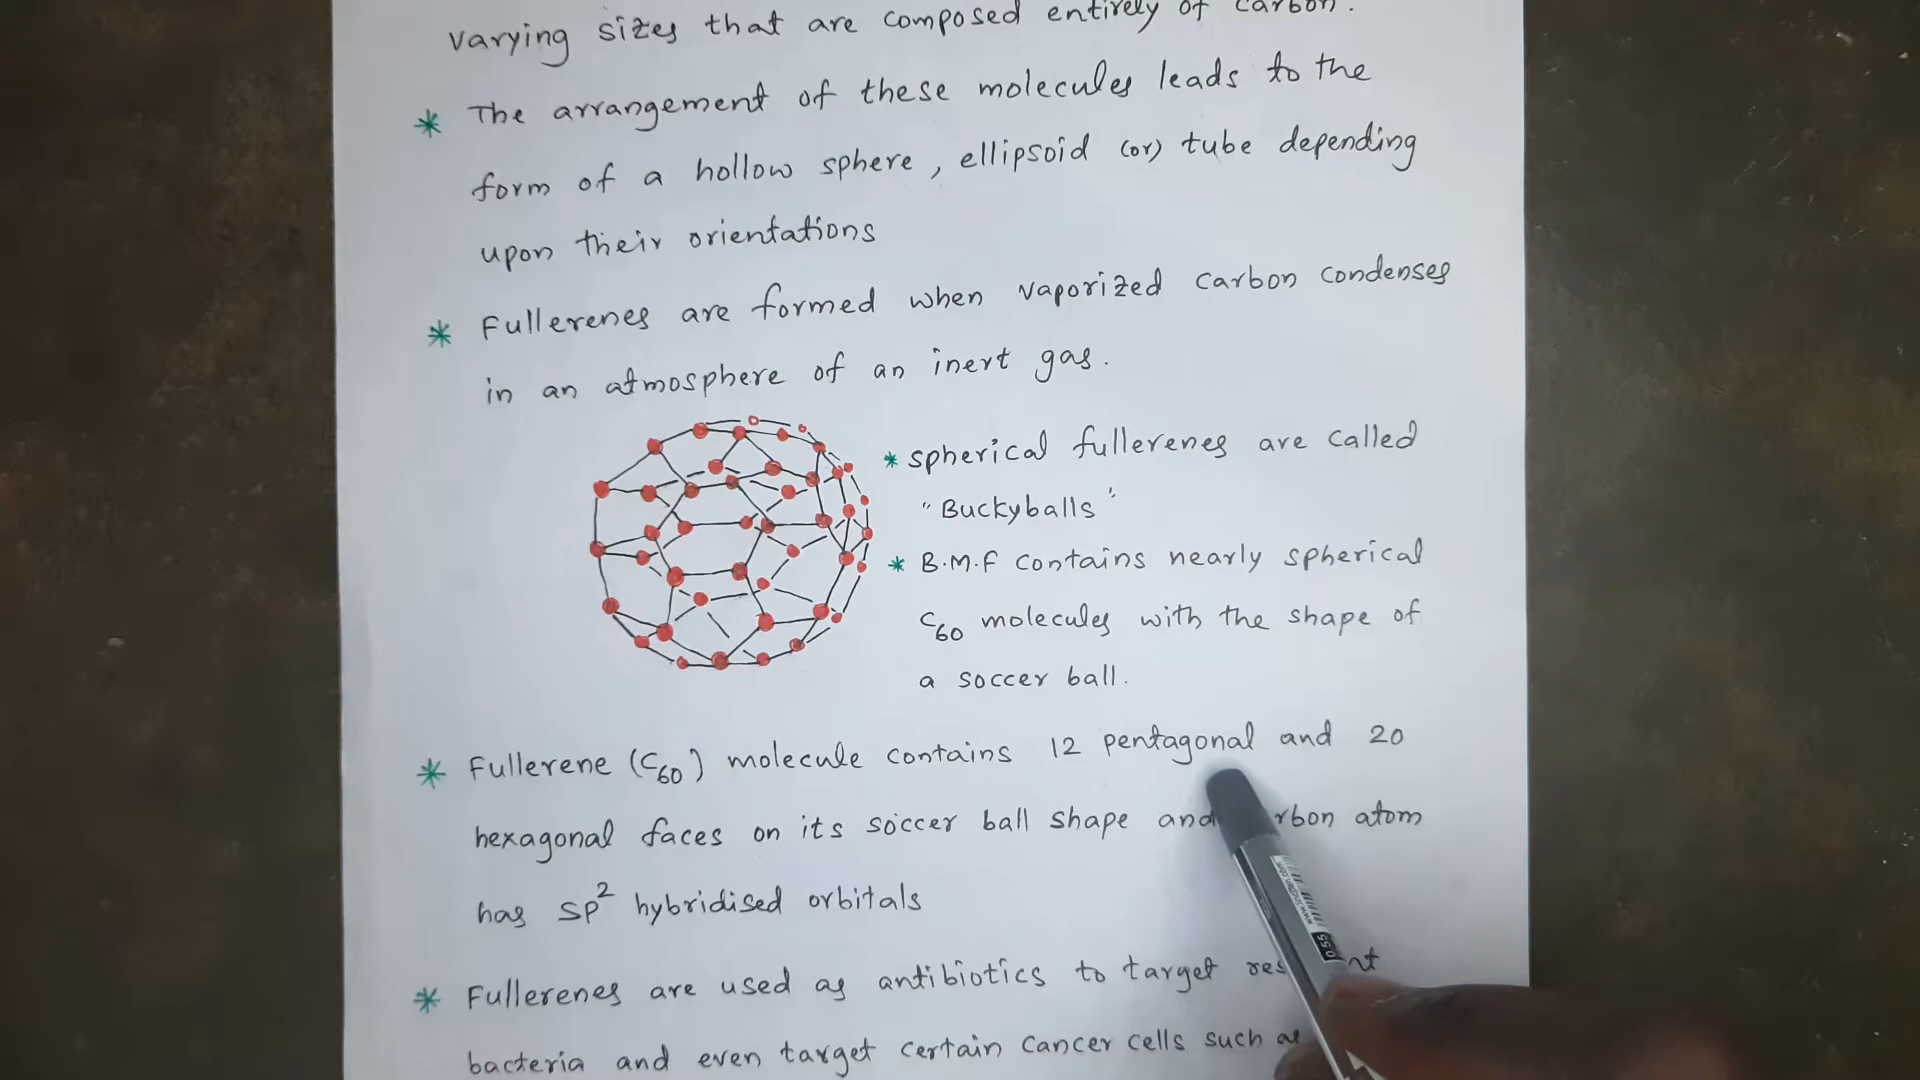 varying sizes that are composed entirely of carbon.
* The arrangement of these molecules leads to the
form of a hollow sphere, ellipsoid (or) tube depending
upon their orientations
* Fullerenes are formed when vaporized carbon condenses
in an atmosphere of an inert gas.
* spherical fullerenes are called
"Buckyballs"
* B.M.F contains nearly spherical
C60 molecules with the shape of
a soccer ball.
* Fullerene (C60) molecule contains 12 pentagonal and 20
hexagonal faces on its soccer ball shape and rbon atom
has sp² hybridised orbitals
* Fullerenes are used as antibiotics to target res nt
bacteria and even target certain cancer cells such as
0.55